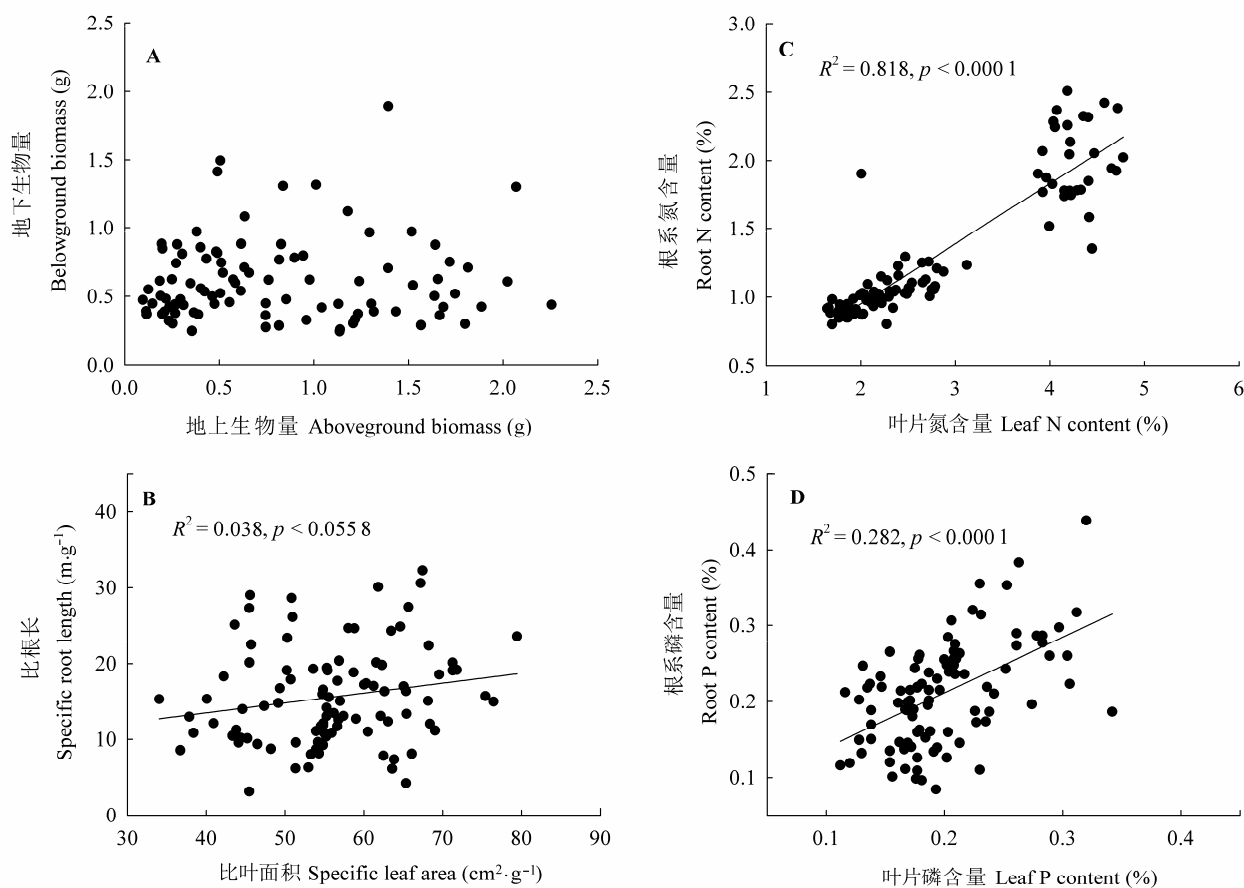 A
2.5
2.0
1.5
1.0
0.5
0.0
地下生物量
Belowground biomass (g)
0.0 0.5 1.0 1.5 2.0 2.5
地上生物量 Aboveground biomass (g)
C
R² = 0.818, p < 0.000 1
3.0
2.5
2.0
1.5
1.0
0.5
根系氮含量
Root N content (%)
1 2 3 4 5 6
叶片氮含量 Leaf N content (%)
B
R² = 0.038, p < 0.055 8
40
30
20
10
0
比根长
Specific root length (m·g⁻¹)
30 40 50 60 70 80 90
比叶面积 Specific leaf area (cm²·g⁻¹)
D
R² = 0.282, p < 0.000 1
0.5
0.4
0.3
0.2
0.1
根系磷含量
Root P content (%)
0.1 0.2 0.3 0.4
叶片磷含量 Leaf P content (%)